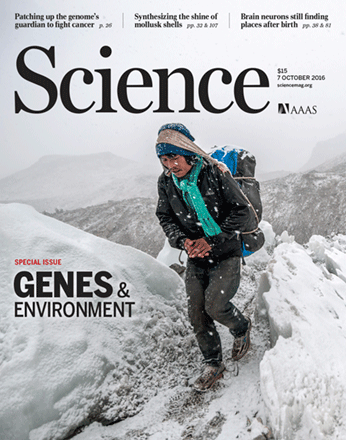 Patching up the genome's
guardian to fight cancer p. 26
Synthesizing the shine of
mollusk shells pp. 32 & 107
Brain neurons still finding
places after birth pp. 38 & 81
Science
$15
7 OCTOBER 2016
sciencemag.org
AAAS
SPECIAL ISSUE
GENES &
ENVIRONMENT